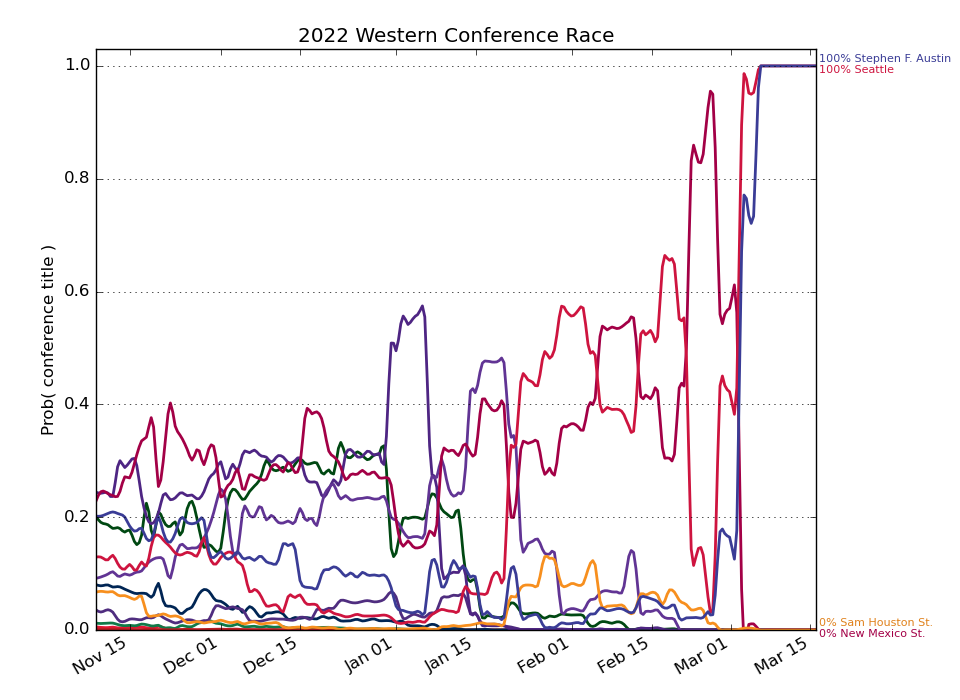 2022 Western Conference Race
1.0
0.8
0.6
0.4
0.2
0.0
Prob( conference title )
Nov 15
Dec 01
Dec 15
Jan 01
Jan 15
Feb 01
Feb 15
Mar 01
Mar 15
100% Stephen F. Austin
100% Seattle
0% Sam Houston St.
0% New Mexico St.